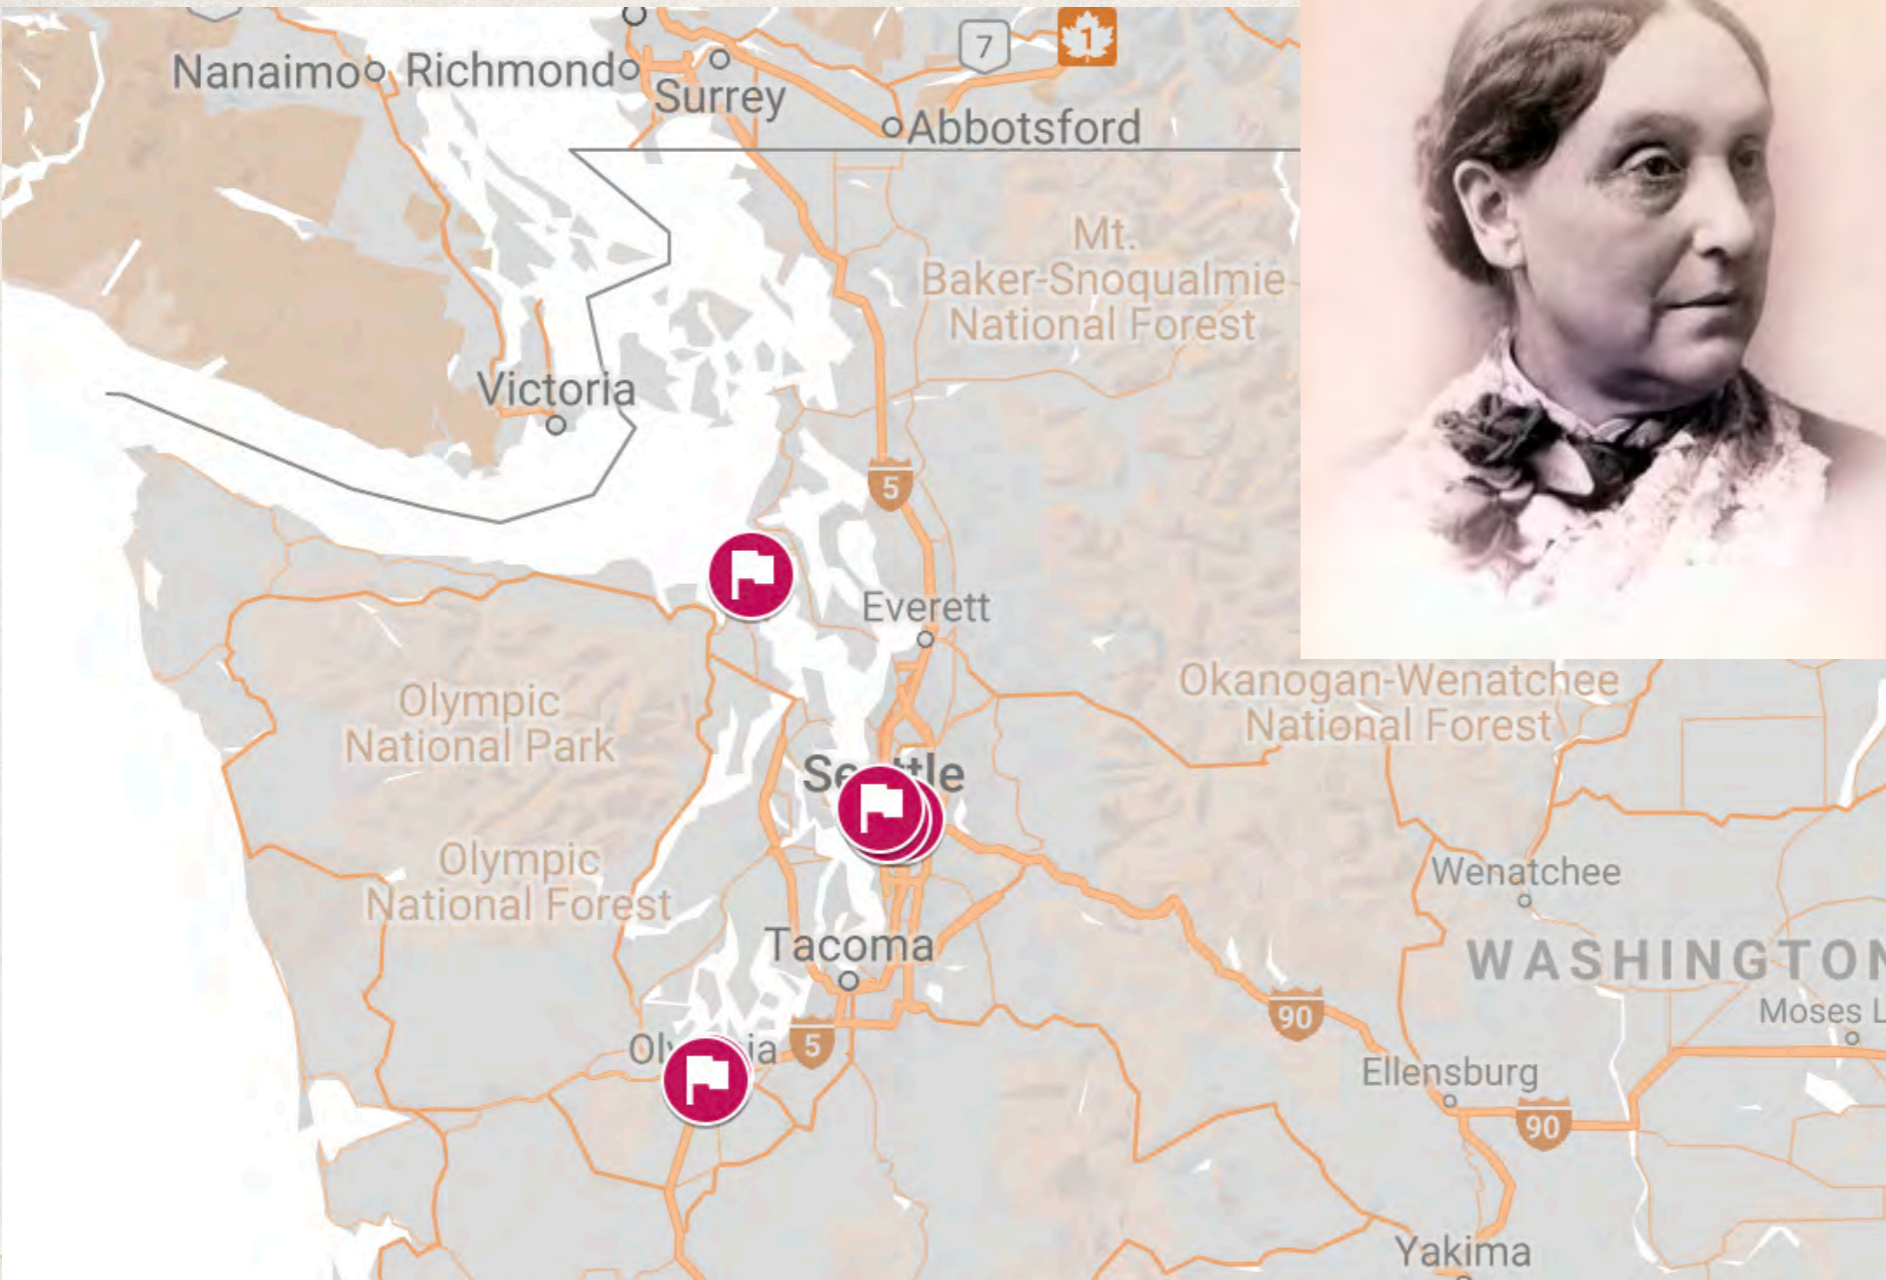 7
1
Nanaimo
Richmond
Surrey
Abbotsford
Mt.
Baker-Snoqualmie
National Forest
Victoria
5
Everett
Olympic
National Park
Okanogan-Wenatchee
National Forest
Olympic
National Forest
Wenatchee
Tacoma
WASHINGTON
Moses L
90
5
Ellensburg
90
Yakima